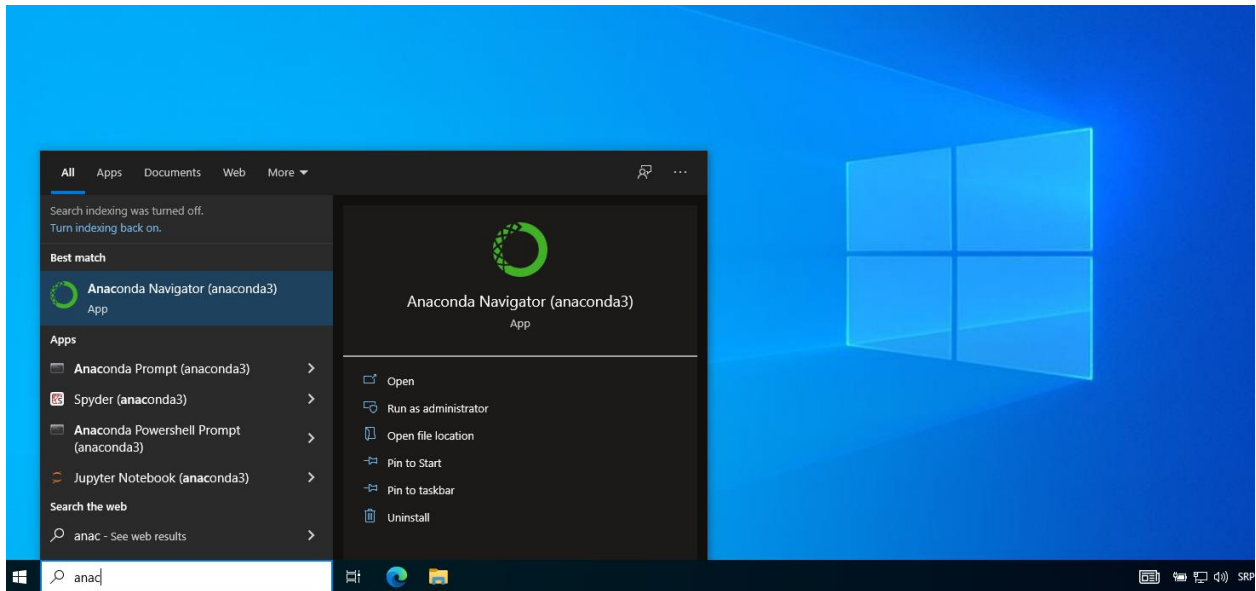 All Apps Documents Web More
Search indexing was turned off.
Turn indexing back on.
Best match
Anaconda Navigator (anaconda3)
App
Apps
Anaconda Prompt (anaconda3)
Spyder (anaconda3)
Anaconda Powershell Prompt
(anaconda3)
Jupyter Notebook (anaconda3)
Search the web
anac - See web results
Anaconda Navigator (anaconda3)
App
Open
Run as administrator
Open file location
Pin to Start
Pin to taskbar
Uninstall
anac
SRP